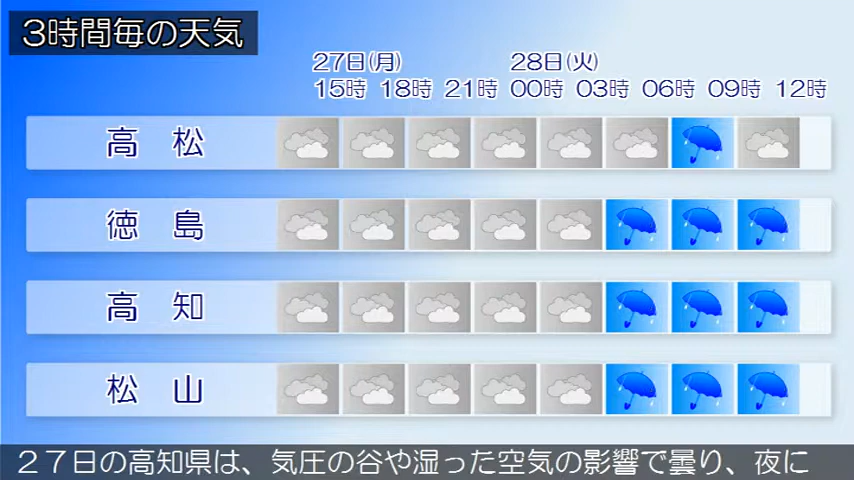 3時間毎の天気
27日(月) 28日(火)
15時 18時 21時 00時 03時 06時 09時 12時
高松
徳島
高知
松山
２７日の高知県は、気圧の谷や湿った空気の影響で曇り、夜に